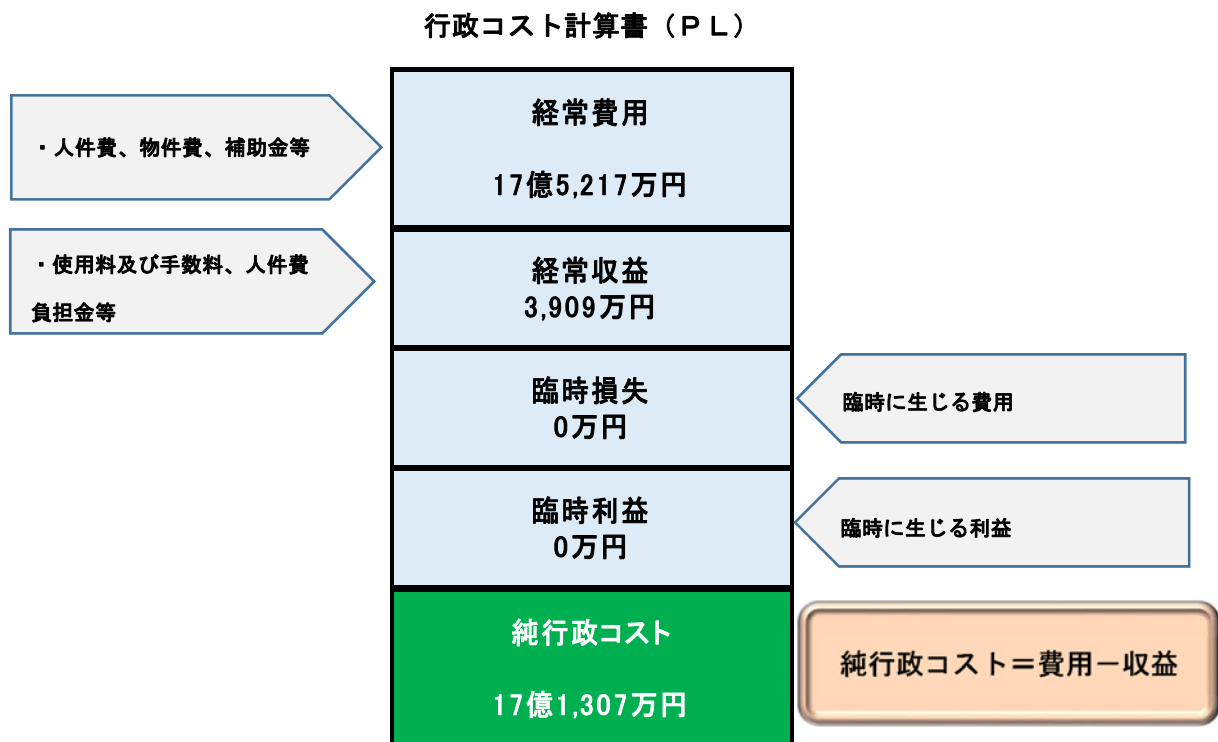 行政コスト計算書（ＰＬ）
経常費用
17億5,217万円
・人件費、物件費、補助金等
経常収益
3,909万円
・使用料及び手数料、人件費
負担金等
臨時損失
0万円
臨時に生じる費用
臨時利益
0万円
臨時に生じる利益
純行政コスト
17億1,307万円
純行政コスト＝費用－収益